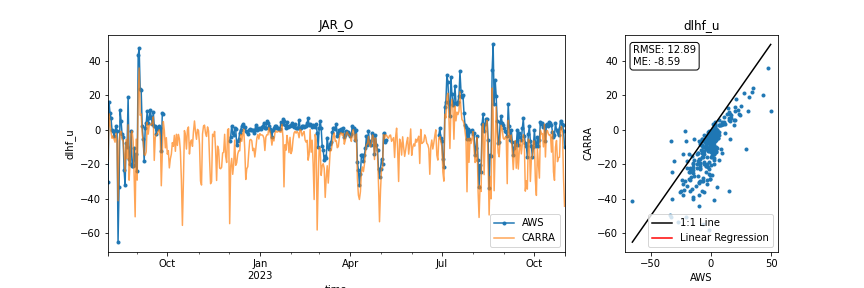 JAR_O
dlhf_u
40
20
0
−20
−40
−60
dlhf_u
Oct
Jan
2023
Apr
Jul
Oct
time
AWS
CARRA
dlhf_u
RMSE: 12.89
ME: -8.59
40
20
0
−20
−40
−60
CARRA
−50
0
50
AWS
1:1 Line
Linear Regression